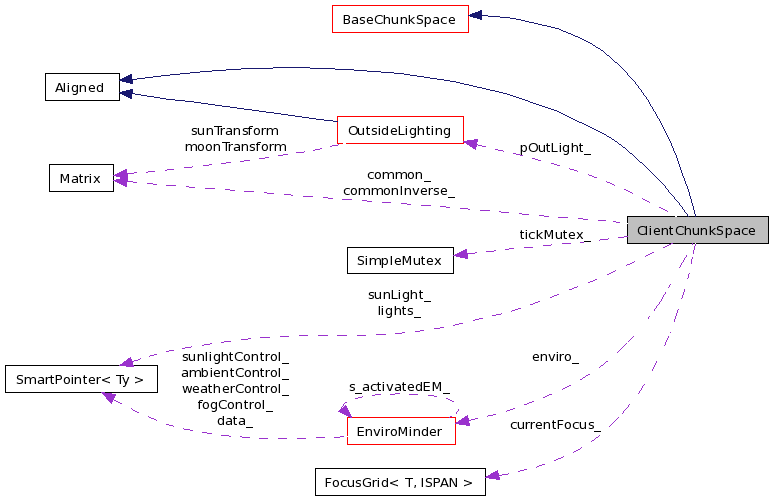 BaseChunkSpace
Aligned
OutsideLighting
sunTransform
moonTransform
pOutLight_
Matrix
common_
commonInverse_
ClientChunkSpace
tickMutex_
SimpleMutex
sunLight_
lights_
SmartPointer< Ty >
sunlightControl_
ambientControl_
weatherControl_
fogControl_
data_
enviro_
s_activatedEM_
EnviroMinder
currentFocus_
FocusGrid< T, ISPAN >